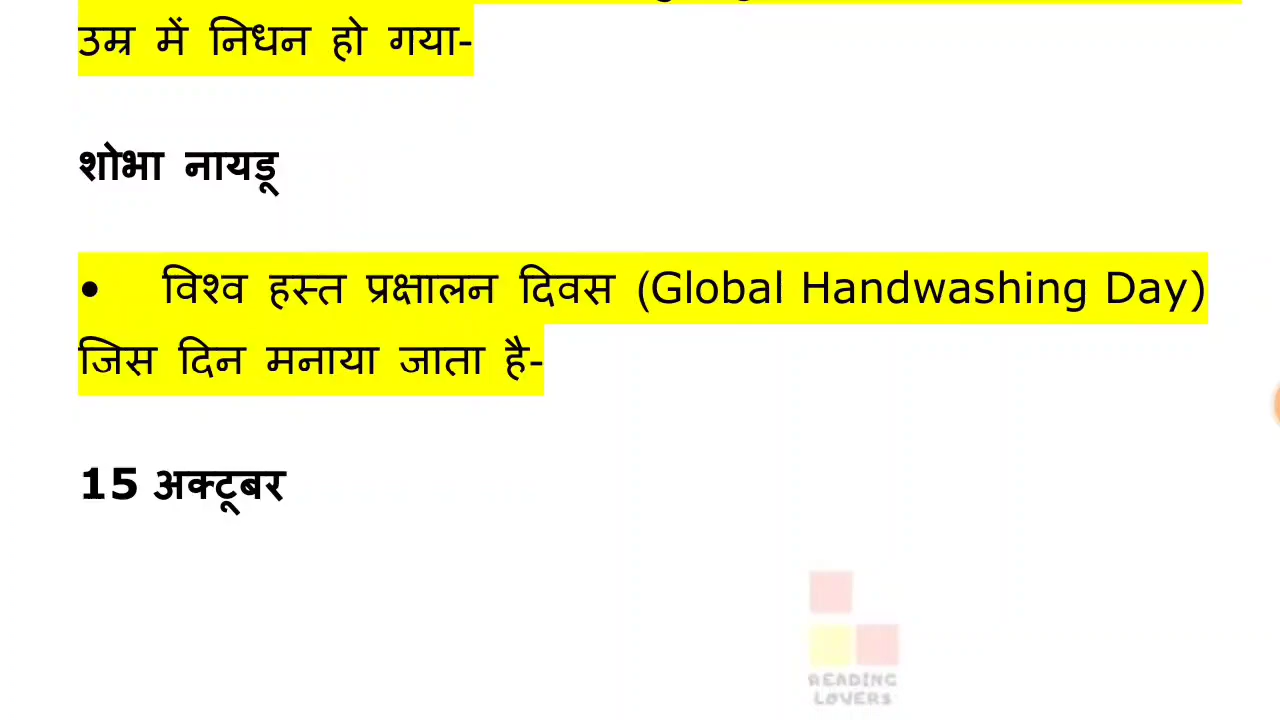 उम्र में निधन हो गया-
शोभा नायडू
• विश्व हस्त प्रक्षालन दिवस (Global Handwashing Day)
जिस दिन मनाया जाता है-
15 अक्टूबर
READING
LOVERS